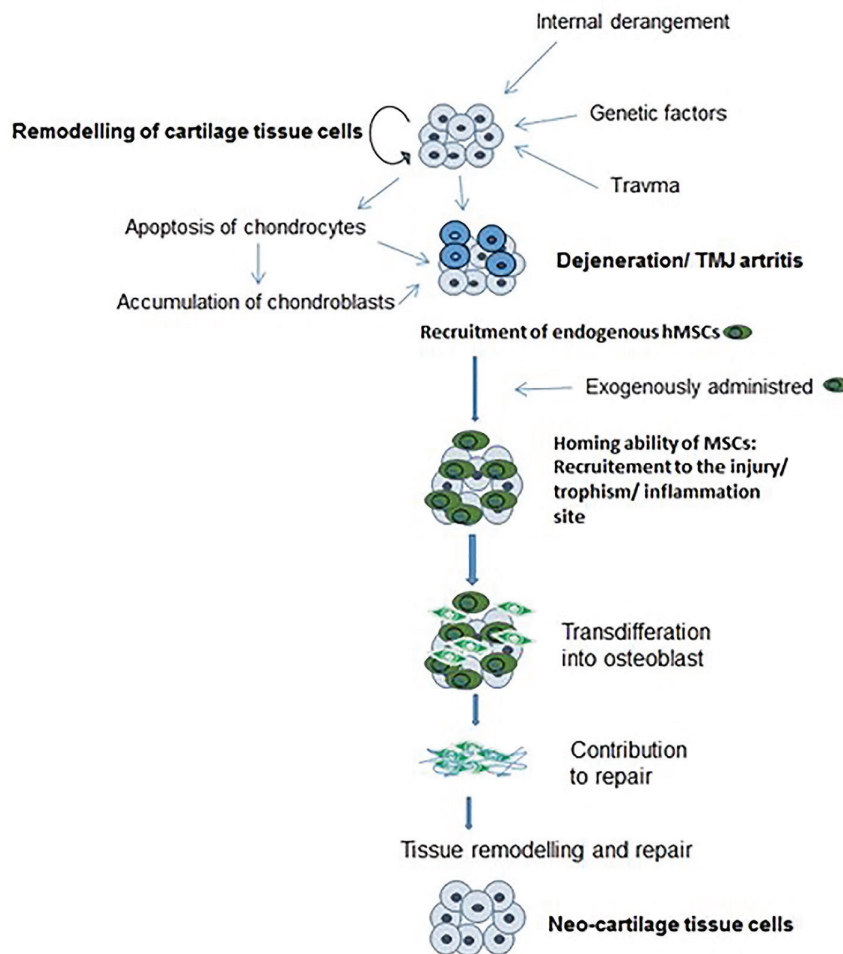 Internal derangement
Genetic factors
Remodelling of cartilage tissue cells
Travma
Apoptosis of chondrocytes
Dejeneration/ TMJ artritis
Accumulation of chondroblasts
Recruitment of endogenous hMSCs
Exogenously administred
Homing ability of MSCs:
Recruitement to the injury/
trophism/ inflammation
site
Transdifferation
into osteoblast
Contribution
to repair
Tissue remodelling and repair
Neo-cartilage tissue cells